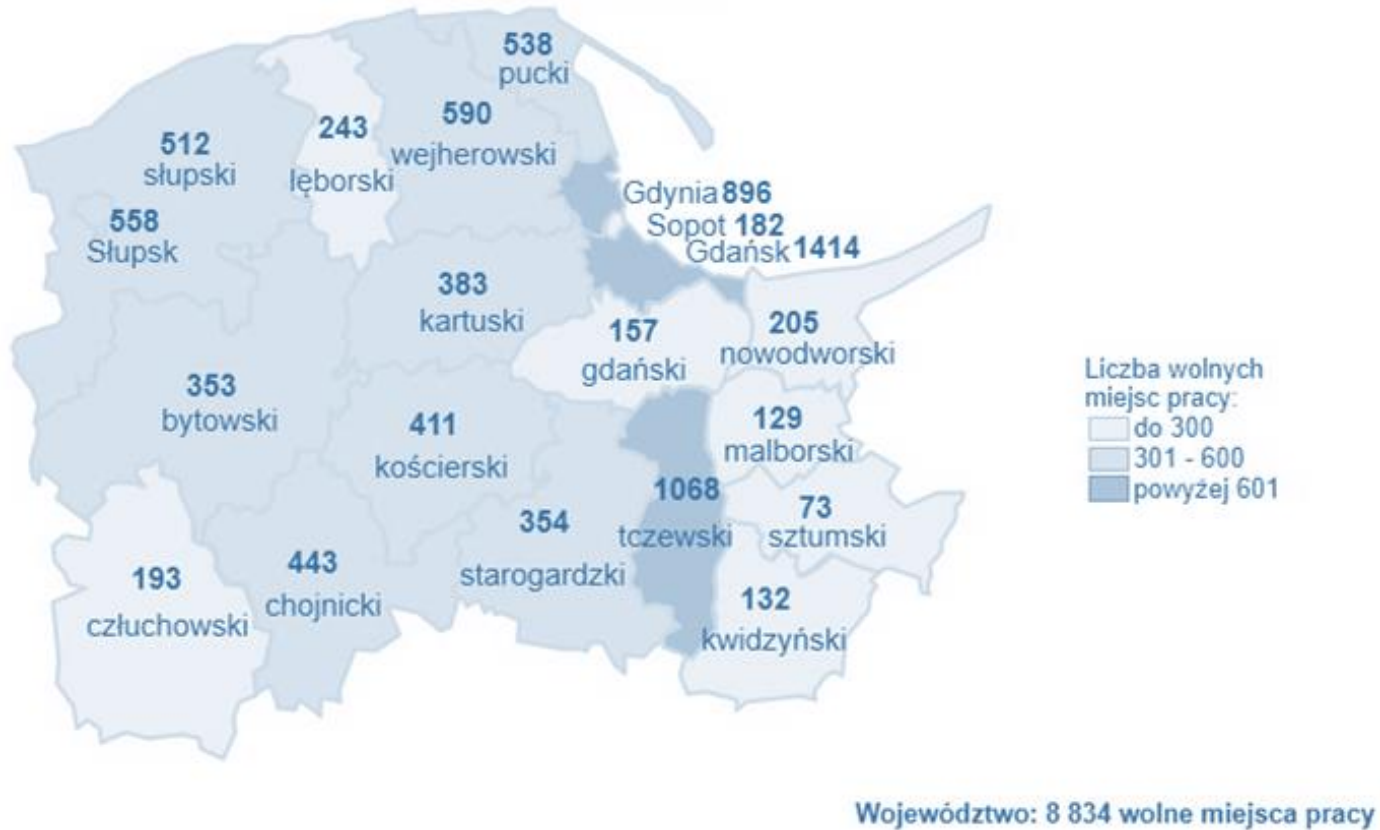 538
pucki
590
wejherowski
243
lęborski
512
słupski
558
Słupsk
Gdynia 896
Sopot 182
Gdańsk 1414
383
kartuski
157
gdański
205
nowodworski
353
bytowski
411
kościerski
129
malborski
1068
tczewski
73
sztumski
354
starogardzki
443
chojnicki
193
człuchowski
132
kwidzyński
Liczba wolnych
miejsc pracy:
do 300
301 - 600
powyżej 601
Województwo: 8 834 wolne miejsca pracy